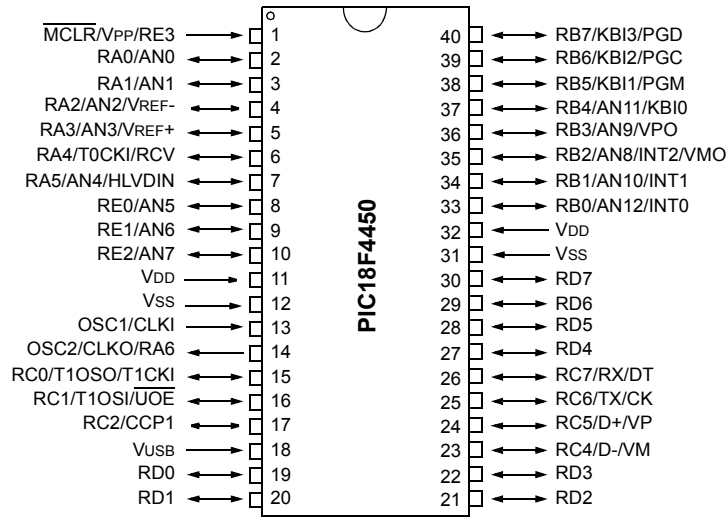 MCLR/VPP/RE3 1 40 RB7/KBI3/PGD
RA0/AN0 2 39 RB6/KBI2/PGC
RA1/AN1 3 38 RB5/KBI1/PGM
RA2/AN2/VREF- 4 37 RB4/AN11/KBI0
RA3/AN3/VREF+ 5 36 RB3/AN9/VPO
RA4/T0CKI/RCV 6 35 RB2/AN8/INT2/VMO
RA5/AN4/HLVDIN 7 34 RB1/AN10/INT1
RE0/AN5 8 33 RB0/AN12/INT0
RE1/AN6 9 32 VDD
RE2/AN7 10 31 VSS
VDD 11 30 RD7
VSS 12 29 RD6
OSC1/CLKI 13 28 RD5
OSC2/CLKO/RA6 14 27 RD4
RC0/T1OSO/T1CKI 15 26 RC7/RX/DT
RC1/T1OSI/UOE 16 25 RC6/TX/CK
RC2/CCP1 17 24 RC5/D+/VP
VUSB 18 23 RC4/D-/VM
RD0 19 22 RD3
RD1 20 21 RD2
PIC18F4450